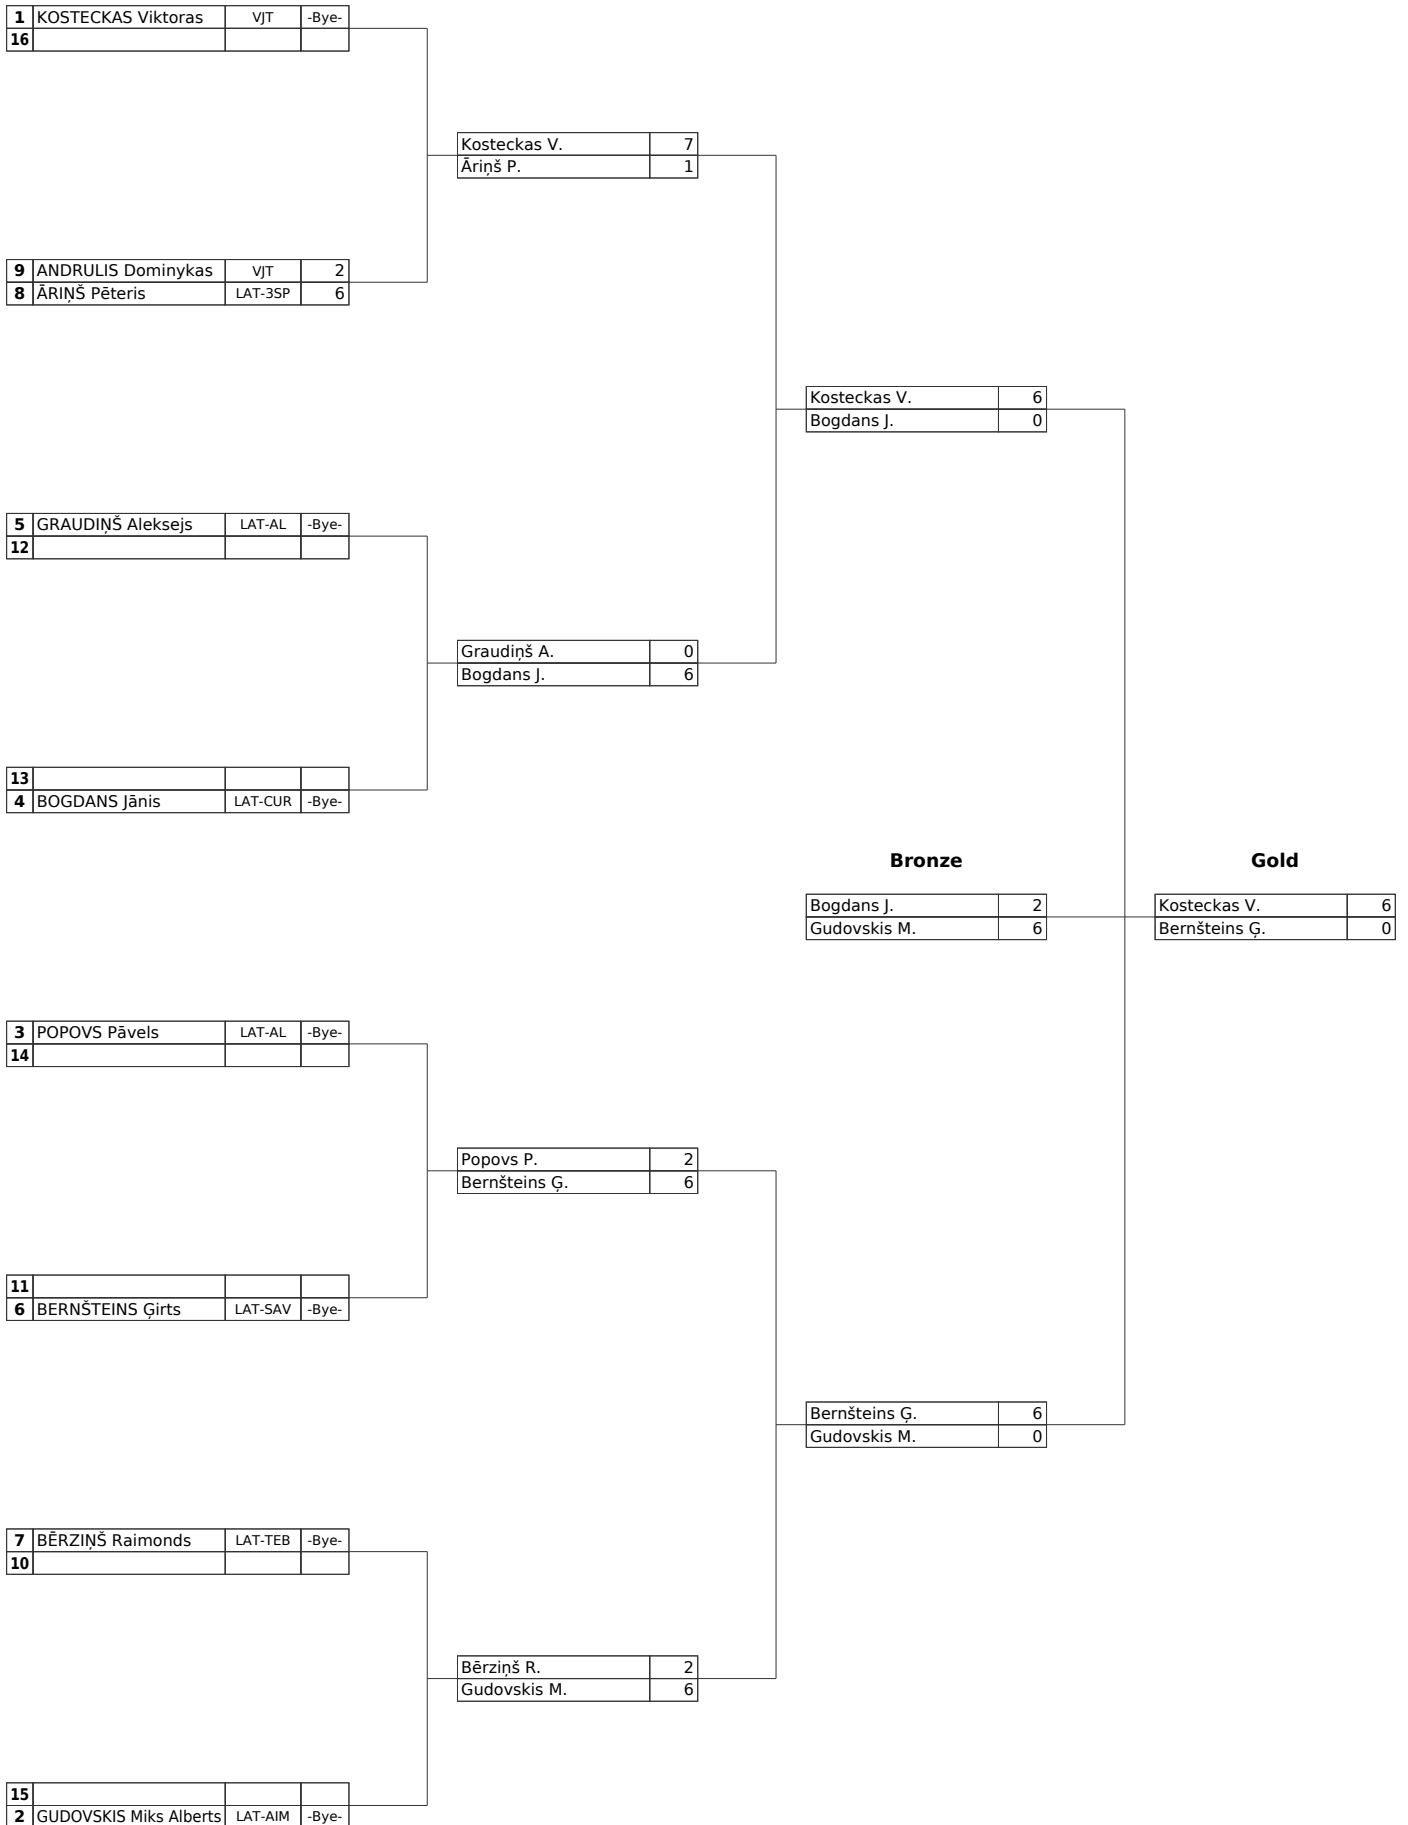 1 KOSTECKAS Viktoras VJT -Bye-
16
Kosteckas V. 7
Āriņš P. 1
9 ANDRULIS Dominykas VJT 2
8 ĀRIŅŠ Pēteris LAT-3SP 6
Kosteckas V. 6
Bogdans J. 0
5 GRAUDIŅŠ Aleksejs LAT-AL -Bye-
12
Graudiņš A. 0
Bogdans J. 6
13
4 BOGDANS Jānis LAT-CUR -Bye-
Bronze Gold
Bogdans J. 2 Kosteckas V. 6
Gudovskis M. 6 Bernšteins Ģ. 0
3 POPOVS Pāvels LAT-AL -Bye-
14
Popovs P. 2
Bernšteins Ģ. 6
11
6 BERNŠTEINS Ģirts LAT-SAV -Bye-
Bernšteins Ģ. 6
Gudovskis M. 0
7 BĒRZIŅŠ Raimonds LAT-TEB -Bye-
10
Bērziņš R. 2
Gudovskis M. 6
15
2 GUDOVSKIS Miks Alberts LAT-AIM -Bye-